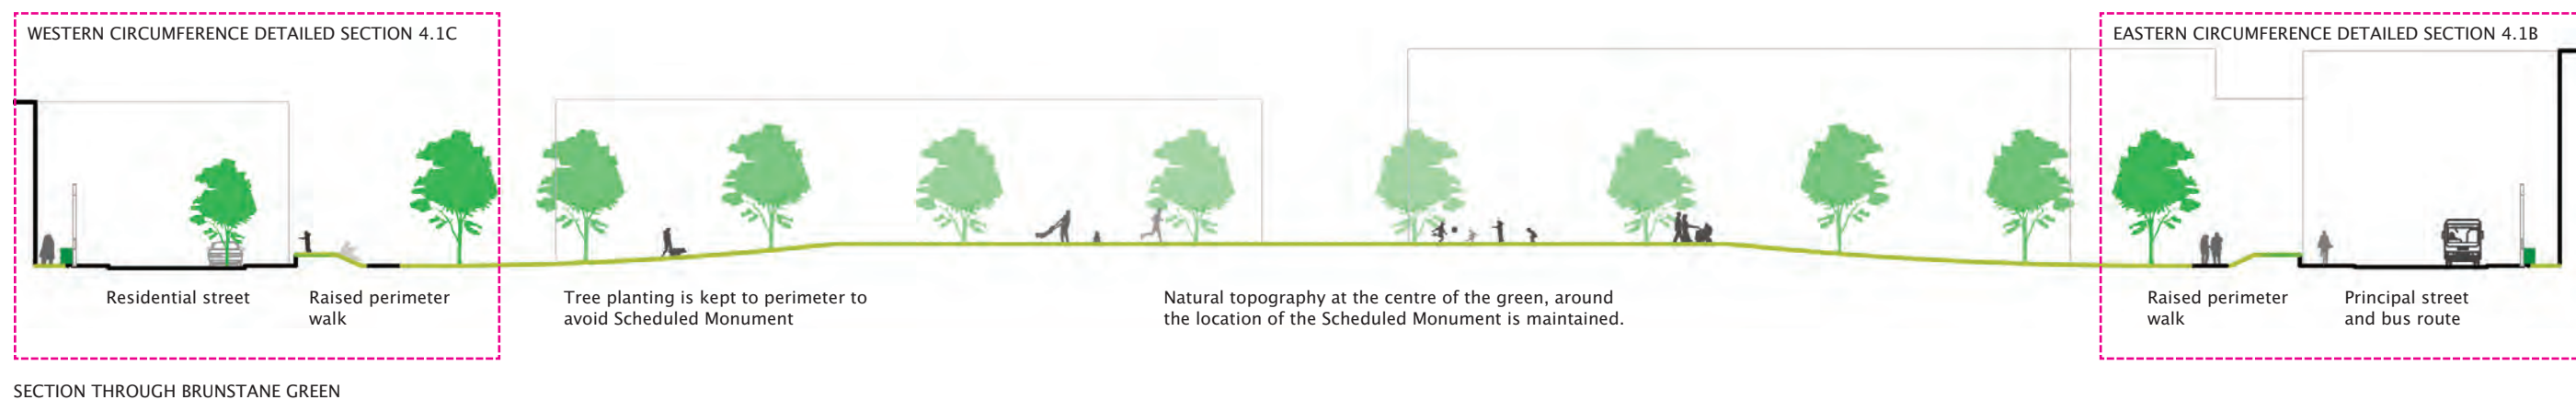 WESTERN CIRCUMFERENCE DETAILED SECTION 4.1C
EASTERN CIRCUMFERENCE DETAILED SECTION 4.1B
Residential street
Raised perimeter
walk
Tree planting is kept to perimeter to
avoid Scheduled Monument
Natural topography at the centre of the green, around
the location of the Scheduled Monument is maintained.
Raised perimeter
walk
Principal street
and bus route
SECTION THROUGH BRUNSTANE GREEN